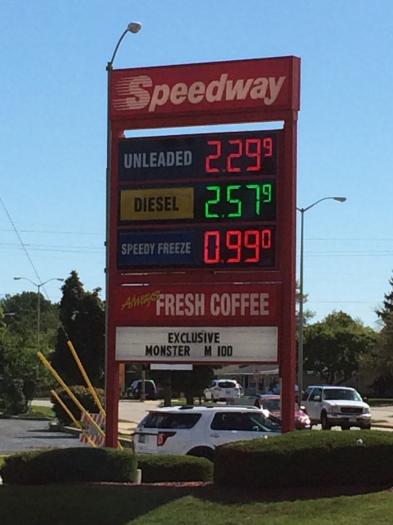 Speedway
UNLEADED 2.29⁹
DIESEL 2.57⁹
SPEEDY FREEZE 0.99⁰
Always FRESH COFFEE
EXCLUSIVE
MONSTER M 100